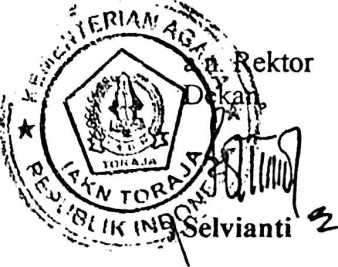 KEMENTERIAN AGAMA
a.n. Rektor
Dekan
TORAJA
IAKN TORAJA
REPUBLIK INDONESIA
Selvianti